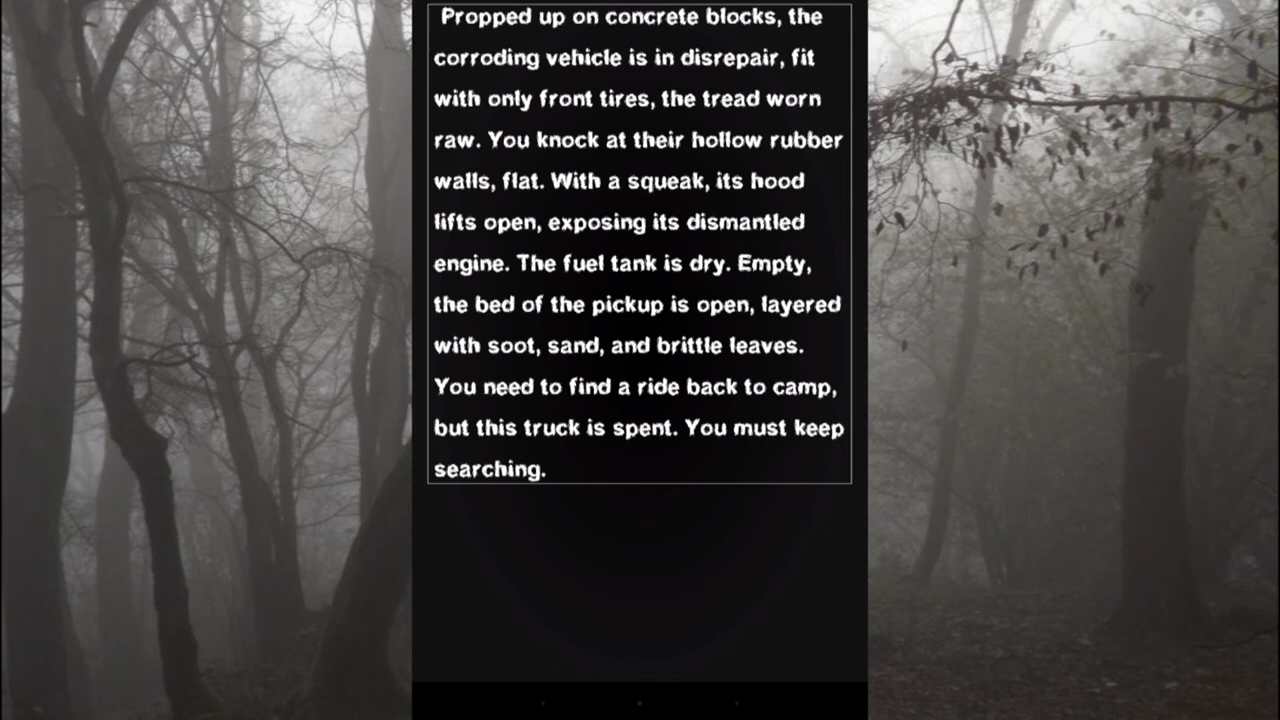 Propped up on concrete blocks, the
corroding vehicle is in disrepair, fit
with only front tires, the tread worn
raw. You knock at their hollow rubber
walls, flat. With a squeak, its hood
lifts open, exposing its dismantled
engine. The fuel tank is dry. Empty,
the bed of the pickup is open, layered
with soot, sand, and brittle leaves.
You need to find a ride back to camp,
but this truck is spent. You must keep
searching.